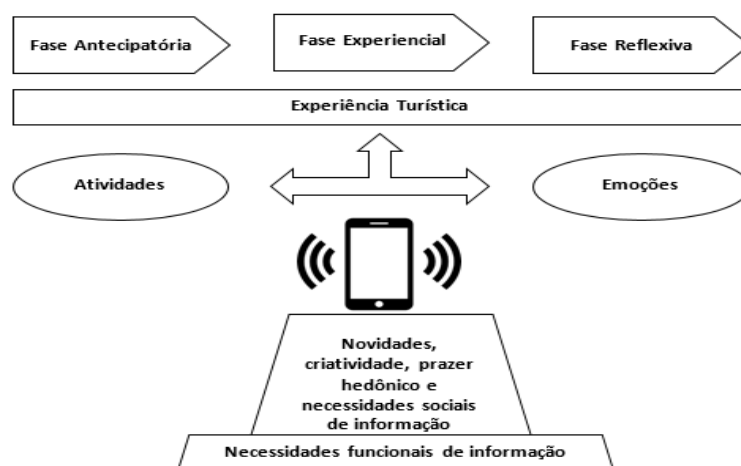 Fase Antecipatória
Fase Experiencial
Fase Reflexiva
Experiência Turística
Atividades
Emoções
Novidades,
criatividade, prazer
hedônico e
necessidades sociais
de informação
Necessidades funcionais de informação